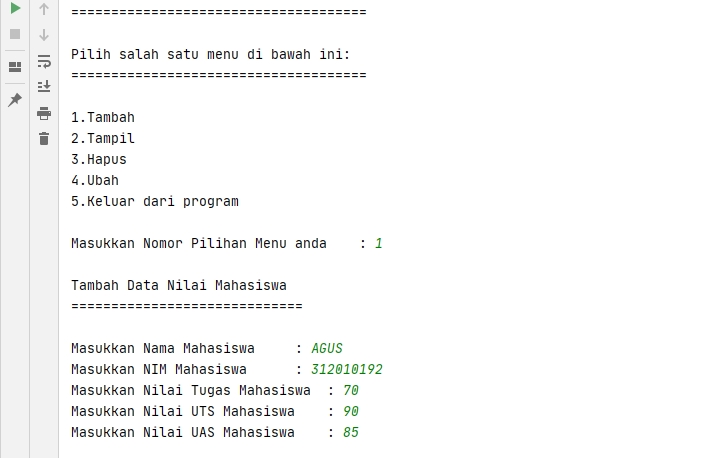 =====================================
Pilih salah satu menu di bawah ini:
=====================================
1.Tambah
2.Tampil
3.Hapus
4.Ubah
5.Keluar dari program
Masukkan Nomor Pilihan Menu anda    : 1
Tambah Data Nilai Mahasiswa
=============================
Masukkan Nama Mahasiswa     : AGUS
Masukkan NIM Mahasiswa      : 312010192
Masukkan Nilai Tugas Mahasiswa  : 70
Masukkan Nilai UTS Mahasiswa    : 90
Masukkan Nilai UAS Mahasiswa    : 85